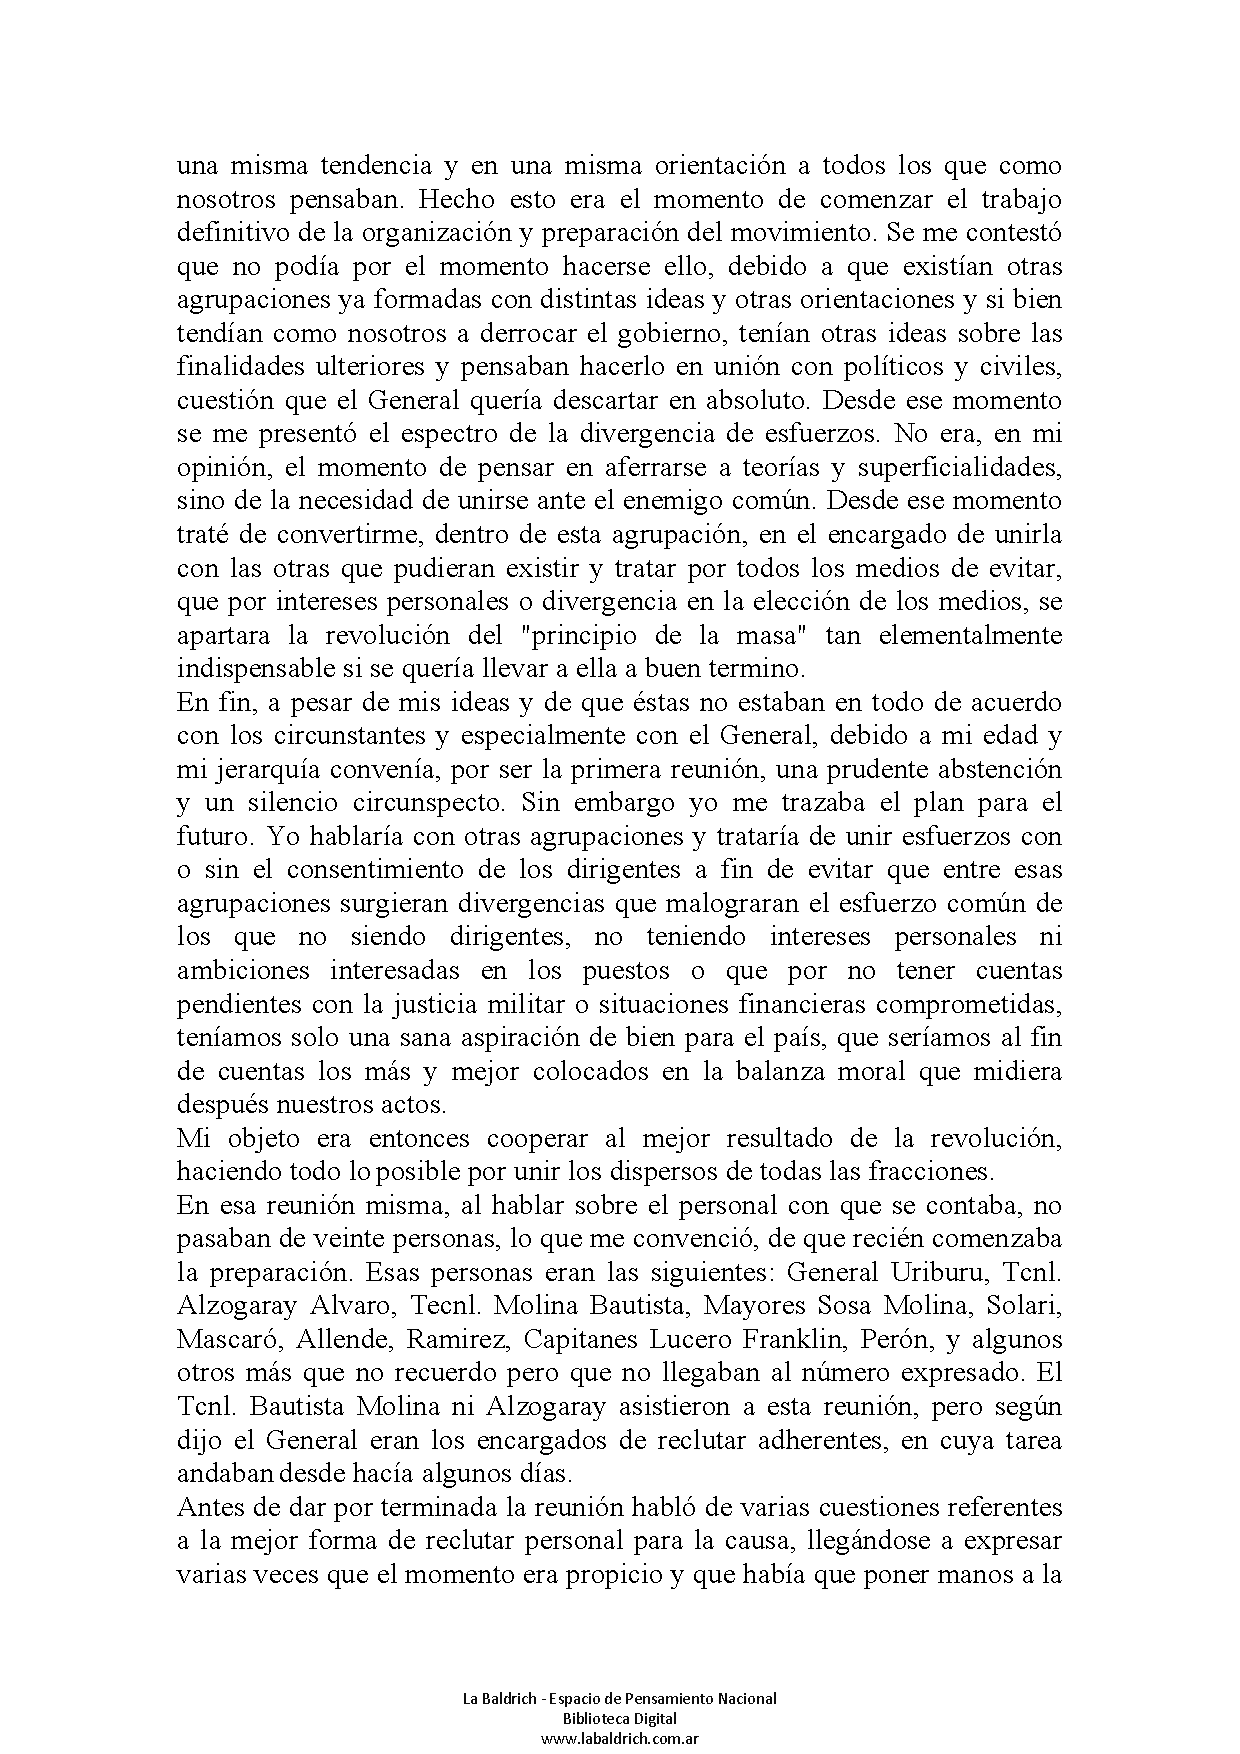 una misma tendencia y en una misma orientación a todos los que como
nosotros pensaban. Hecho esto era el momento de comenzar el trabajo
definitivo de la organización y preparación del movimiento. Se me contestó
que no podía por el momento hacerse ello, debido a que existían otras
agrupaciones ya formadas con distintas ideas y otras orientaciones y si bien
tendían como nosotros a derrocar el gobierno, tenían otras ideas sobre las
finalidades ulteriores y pensaban hacerlo en unión con políticos y civiles,
cuestión que el General quería descartar en absoluto. Desde ese momento
se me presentó el espectro de la divergencia de esfuerzos. No era, en mi
opinión, el momento de pensar en aferrarse a teorías y superficialidades,
sino de la necesidad de unirse ante el enemigo común. Desde ese momento
traté de convertirme, dentro de esta agrupación, en el encargado de unirla
con las otras que pudieran existir y tratar por todos los medios de evitar,
que por intereses personales o divergencia en la elección de los medios, se
apartara la revolución del "principio de la masa" tan elementalmente
indispensable si se quería llevar a ella a buen termino.
En fin, a pesar de mis ideas y de que éstas no estaban en todo de acuerdo
con los circunstantes y especialmente con el General, debido a mi edad y
mi jerarquía convenía, por ser la primera reunión, una prudente abstención
y un silencio circunspecto. Sin embargo yo me trazaba el plan para el
futuro. Yo hablaría con otras agrupaciones y trataría de unir esfuerzos con
o sin el consentimiento de los dirigentes a fin de evitar que entre esas
agrupaciones surgieran divergencias que malograran el esfuerzo común de
los que no siendo dirigentes, no teniendo intereses personales ni
ambiciones interesadas en los puestos o que por no tener cuentas
pendientes con la justicia militar o situaciones financieras comprometidas,
teníamos solo una sana aspiración de bien para el país, que seríamos al fin
de cuentas los más y mejor colocados en la balanza moral que midiera
después nuestros actos.
Mi objeto era entonces cooperar al mejor resultado de la revolución,
haciendo todo lo posible por unir los dispersos de todas las fracciones.
En esa reunión misma, al hablar sobre el personal con que se contaba, no
pasaban de veinte personas, lo que me convenció, de que recién comenzaba
la preparación. Esas personas eran las siguientes: General Uriburu, Tcnl.
Alzogaray Alvaro, Tecnl. Molina Bautista, Mayores Sosa Molina, Solari,
Mascaró, Allende, Ramirez, Capitanes Lucero Franklin, Perón, y algunos
otros más que no recuerdo pero que no llegaban al número expresado. El
Tcnl. Bautista Molina ni Alzogaray asistieron a esta reunión, pero según
dijo el General eran los encargados de reclutar adherentes, en cuya tarea
andaban desde hacía algunos días.
Antes de dar por terminada la reunión habló de varias cuestiones referentes
a la mejor forma de reclutar personal para la causa, llegándose a expresar
varias veces que el momento era propicio y que había que poner manos a la
La Baldrich - Espacio de Pensamiento Nacional
Biblioteca Digital
www.labaldrich.com.ar